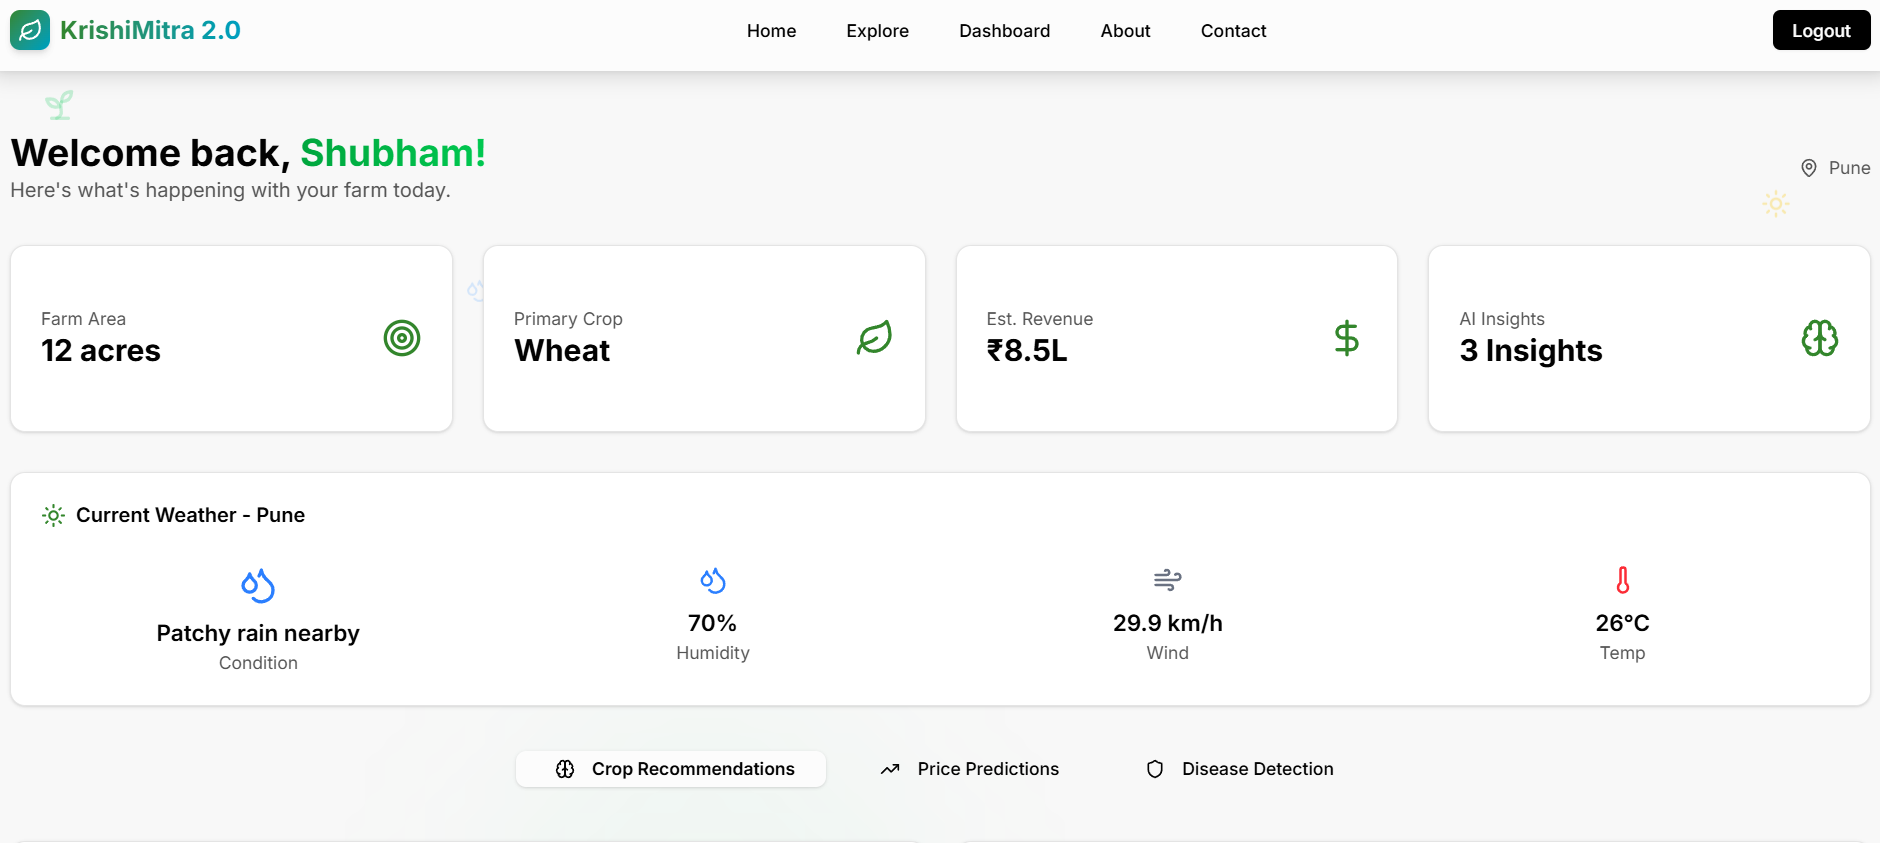 KrishiMitra 2.0
Home
Explore
Dashboard
About
Contact
Logout
Welcome back, Shubham!
Here's what's happening with your farm today.
Pune
Farm Area
12 acres
Primary Crop
Wheat
Est. Revenue
₹8.5L
AI Insights
3 Insights
Current Weather - Pune
Patchy rain nearby
Condition
70%
Humidity
29.9 km/h
Wind
26°C
Temp
Crop Recommendations
Price Predictions
Disease Detection